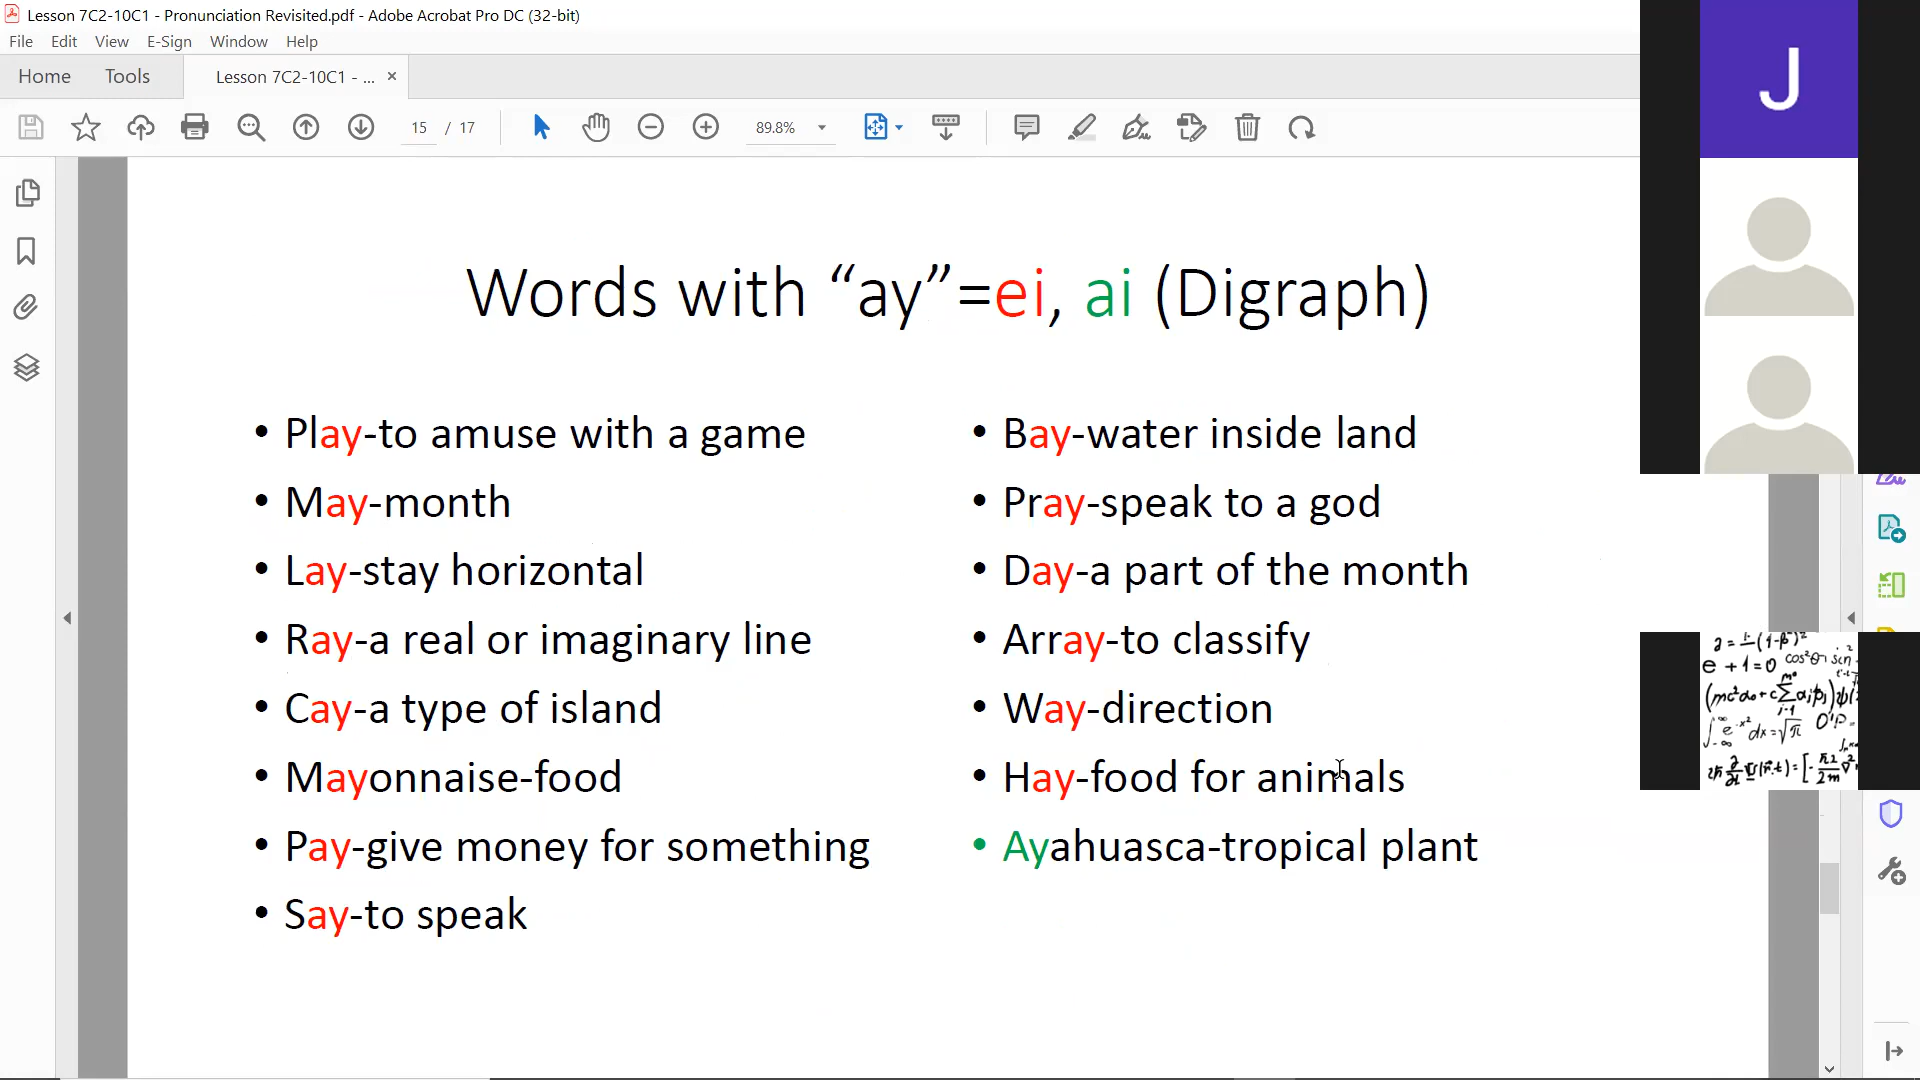 Lesson 7C2-10C1 - Pronunciation Revisited.pdf - Adobe Acrobat Pro DC (32-bit)
File Edit View E-Sign Window Help
Home Tools Lesson 7C2-10C1 - ... ×
15 / 17 89.8%
J
Words with “ay”=ei, ai (Digraph)
• Play-to amuse with a game
• May-month
• Lay-stay horizontal
• Ray-a real or imaginary line
• Cay-a type of island
• Mayonnaise-food
• Pay-give money for something
• Say-to speak
• Bay-water inside land
• Pray-speak to a god
• Day-a part of the month
• Array-to classify
• Way-direction
• Hay-food for animals
• Ayahuasca-tropical plant